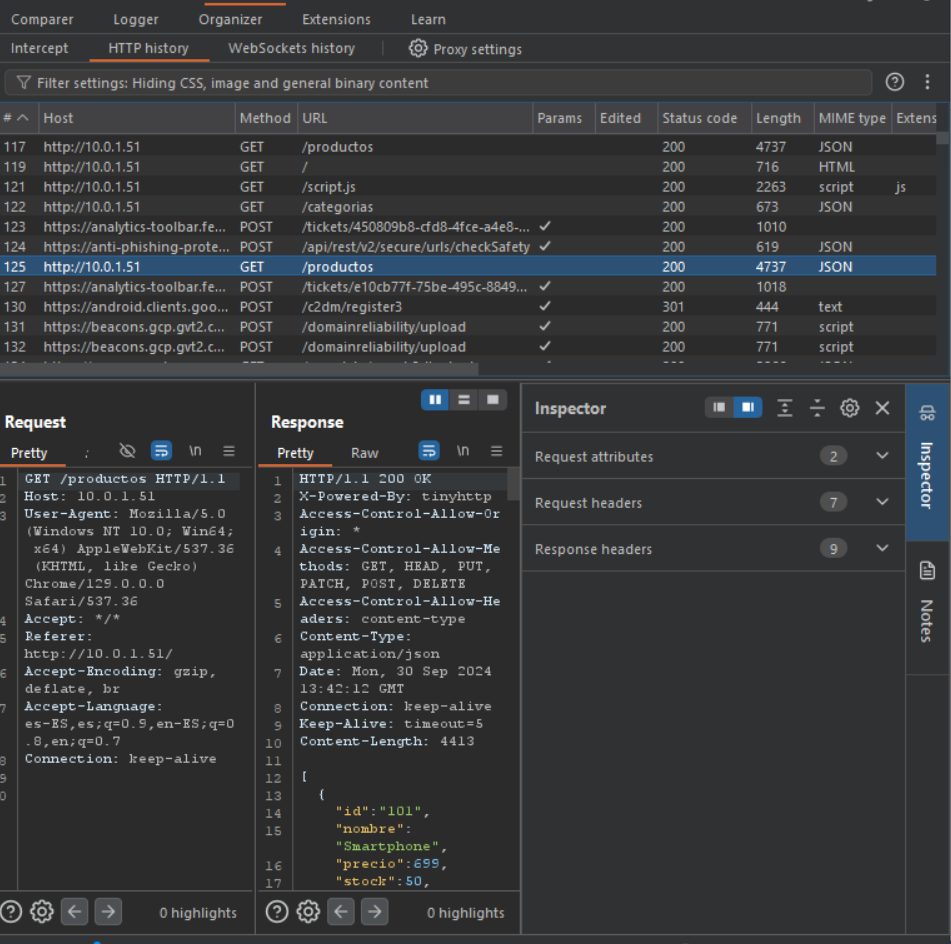 Comparer Logger Organizer Extensions Learn
Intercept HTTP history WebSockets history Proxy settings
Filter settings: Hiding CSS, image and general binary content
# Host Method URL Params Edited Status code Length MIME type Extens
117 http://10.0.1.51 GET /productos 200 4737 JSON
119 http://10.0.1.51 GET / 200 716 HTML
121 http://10.0.1.51 GET /script.js 200 2263 script js
122 http://10.0.1.51 GET /categorias 200 673 JSON
123 https://analytics-toolbar.fe... POST /tickets/450809b8-cfd8-4fce-a4e8-... ✓ 200 1010
124 https://anti-phishing-prote... POST /api/rest/v2/secure/urls/checkSafety ✓ 200 619 JSON
125 http://10.0.1.51 GET /productos 200 4737 JSON
127 https://analytics-toolbar.fe... POST /tickets/e10cb77f-75be-495c-8849... ✓ 200 1018
130 https://android.clients.goo... POST /c2dm/register3 ✓ 301 444 text
131 https://beacons.gcp.gvt2.c... POST /domainreliability/upload ✓ 200 771 script
132 https://beacons.gcp.gvt2.c... POST /domainreliability/upload ✓ 200 771 script
Request
Pretty \n
1 GET /productos HTTP/1.1
2 Host: 10.0.1.51
3 User-Agent: Mozilla/5.0
(Windows NT 10.0; Win64;
x64) AppleWebKit/537.36
(KHTML, like Gecko)
Chrome/129.0.0.0
Safari/537.36
4 Accept: */*
5 Referer:
http://10.0.1.51/
6 Accept-Encoding: gzip,
deflate, br
7 Accept-Language:
es-ES,es;q=0.9,en-ES;q=0
.8,en;q=0.7
8 Connection: keep-alive
9
0
0 highlights
Response
Pretty Raw \n
1 HTTP/1.1 200 OK
2 X-Powered-By: tinyhttp
3 Access-Control-Allow-Or
igin: *
4 Access-Control-Allow-Me
thods: GET, HEAD, PUT,
PATCH, POST, DELETE
5 Access-Control-Allow-He
aders: content-type
6 Content-Type:
application/json
7 Date: Mon, 30 Sep 2024
13:42:12 GMT
8 Connection: keep-alive
9 Keep-Alive: timeout=5
10 Content-Length: 4413
11
12 [
13 {
14 "id":"101",
15 "nombre":
"Smartphone",
16 "precio":699,
17 "stock":50,
0 highlights
Inspector
Request attributes 2
Request headers 7
Response headers 9
Inspector
Notes